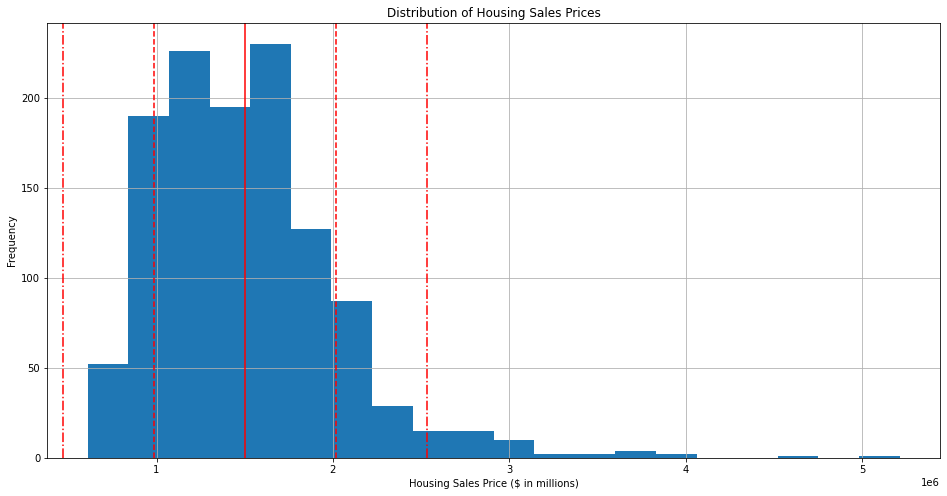 Distribution of Housing Sales Prices
Frequency
200
150
100
50
0
1
2
3
4
5
1e6
Housing Sales Price ($ in millions)